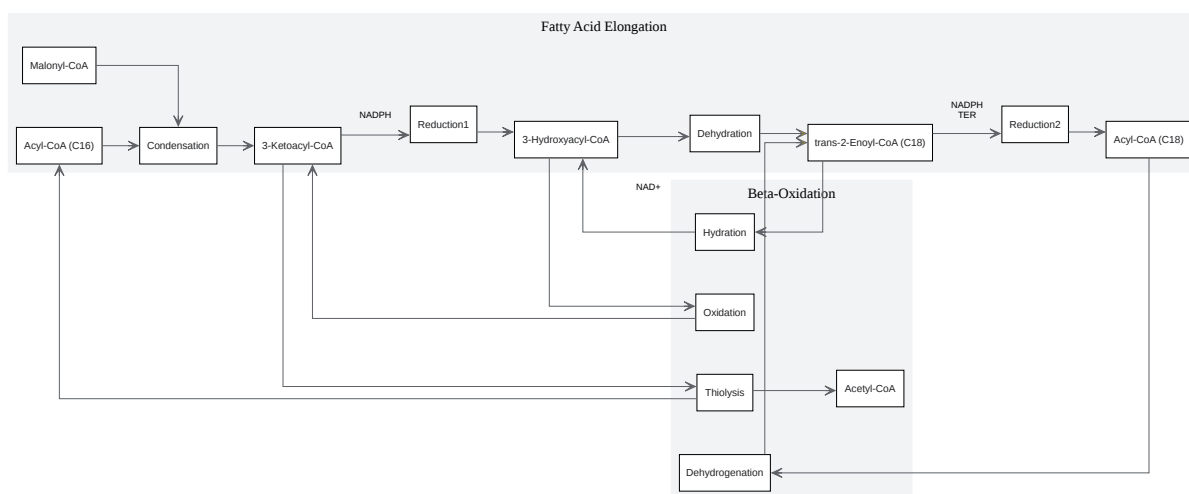 Fatty Acid Elongation
Malonyl-CoA
Acyl-CoA (C16)
Condensation
3-Ketoacyl-CoA
NADPH
Reduction1
3-Hydroxyacyl-CoA
Dehydration
trans-2-Enoyl-CoA (C18)
NADPH
TER
Reduction2
Acyl-CoA (C18)
NAD+
Beta-Oxidation
Hydration
Oxidation
Thiolysis
Acetyl-CoA
Dehydrogenation